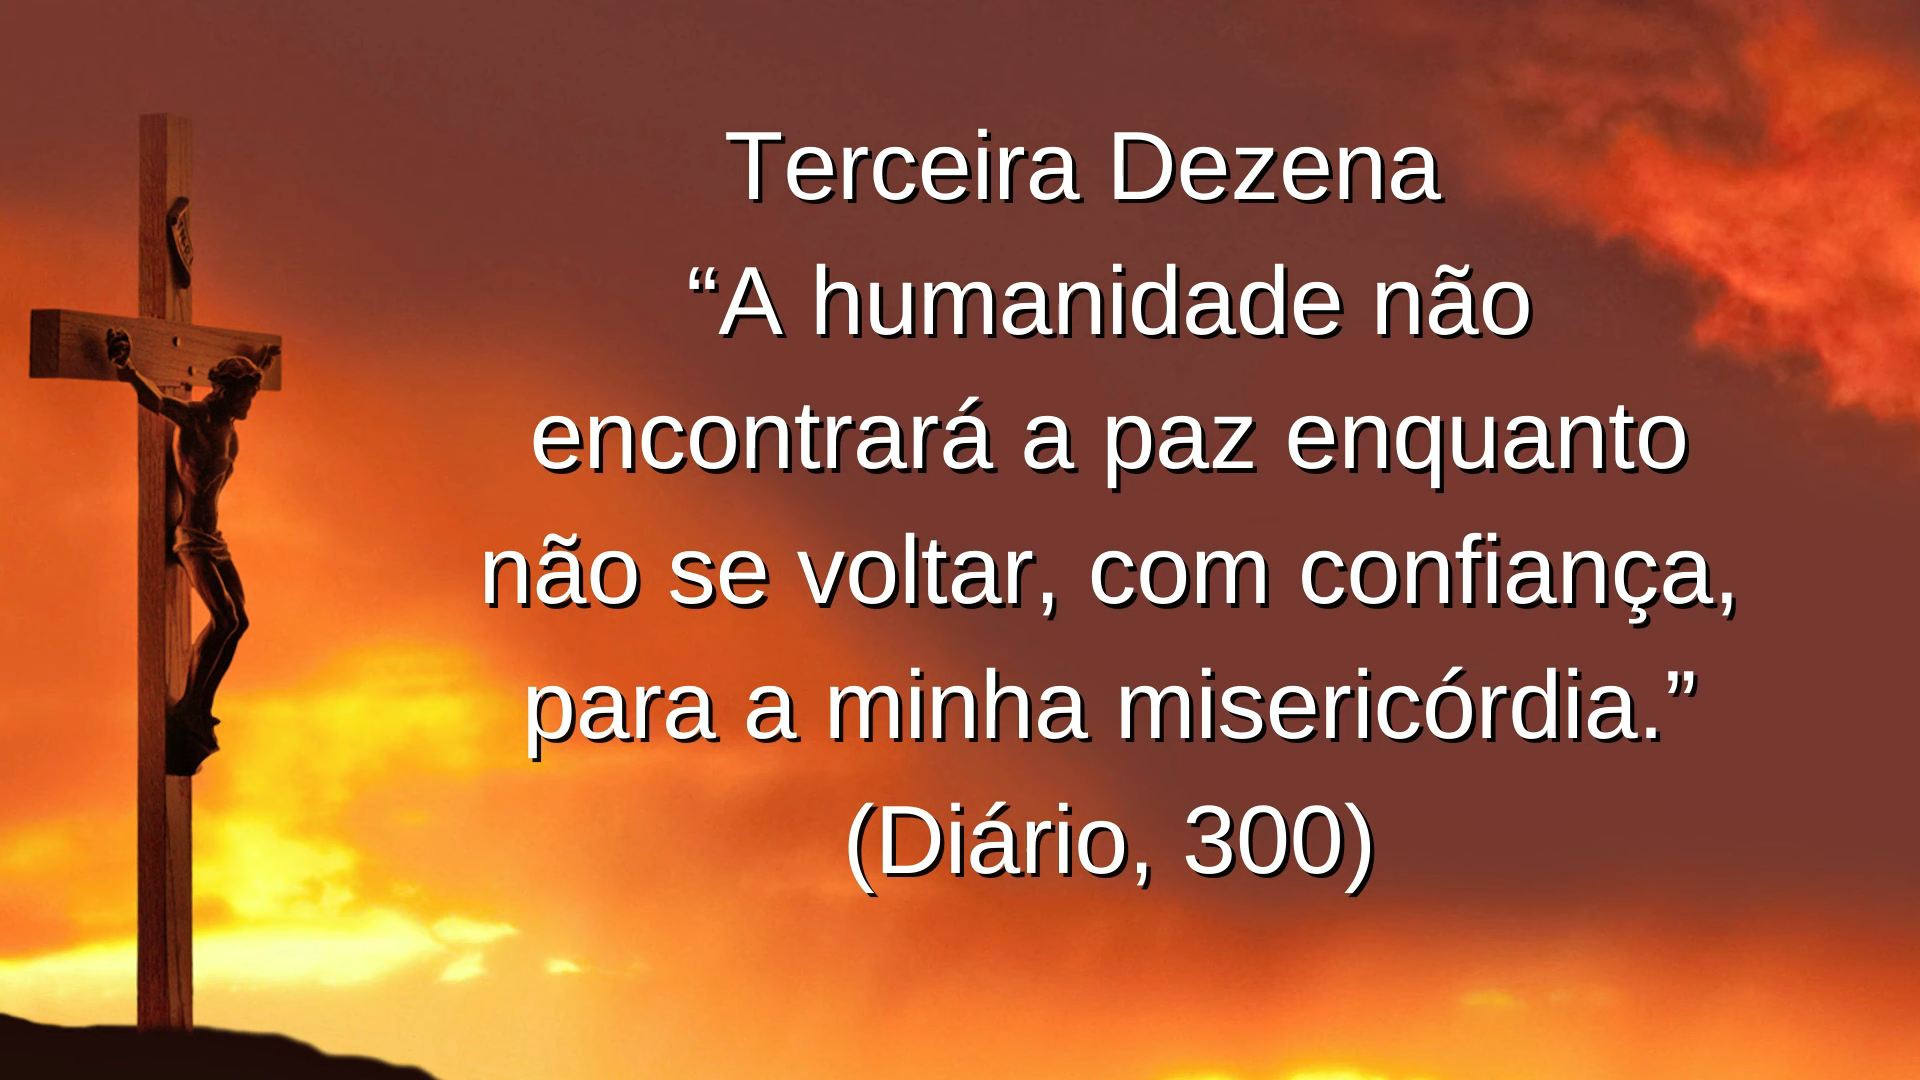 Terceira Dezena
“A humanidade não
encontrará a paz enquanto
não se voltar, com confiança,
para a minha misericórdia.”
(Diário, 300)